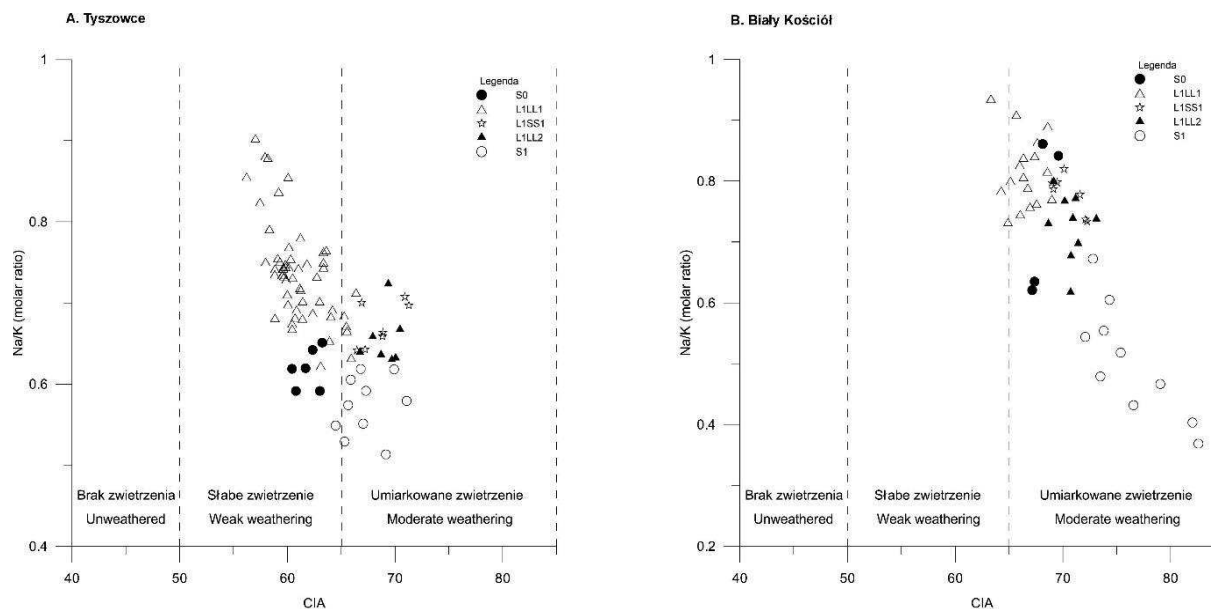 A. Tyszowce
Na/K (molar ratio)
1
0.8
0.6
0.4
Legenda
S0
L1LL1
L1SS1
L1LL2
S1
Brak zwietrzenia
Unweathered
Słabe zwietrzenie
Weak weathering
Umiarkowane zwietrzenie
Moderate weathering
40
50
60
70
80
CIA
B. Biały Kościół
Na/K (molar ratio)
1
0.8
0.6
0.4
0.2
Legenda
S0
L1LL1
L1SS1
L1LL2
S1
Brak zwietrzenia
Unweathered
Słabe zwietrzenie
Weak weathering
Umiarkowane zwietrzenie
Moderate weathering
40
50
60
70
80
CIA